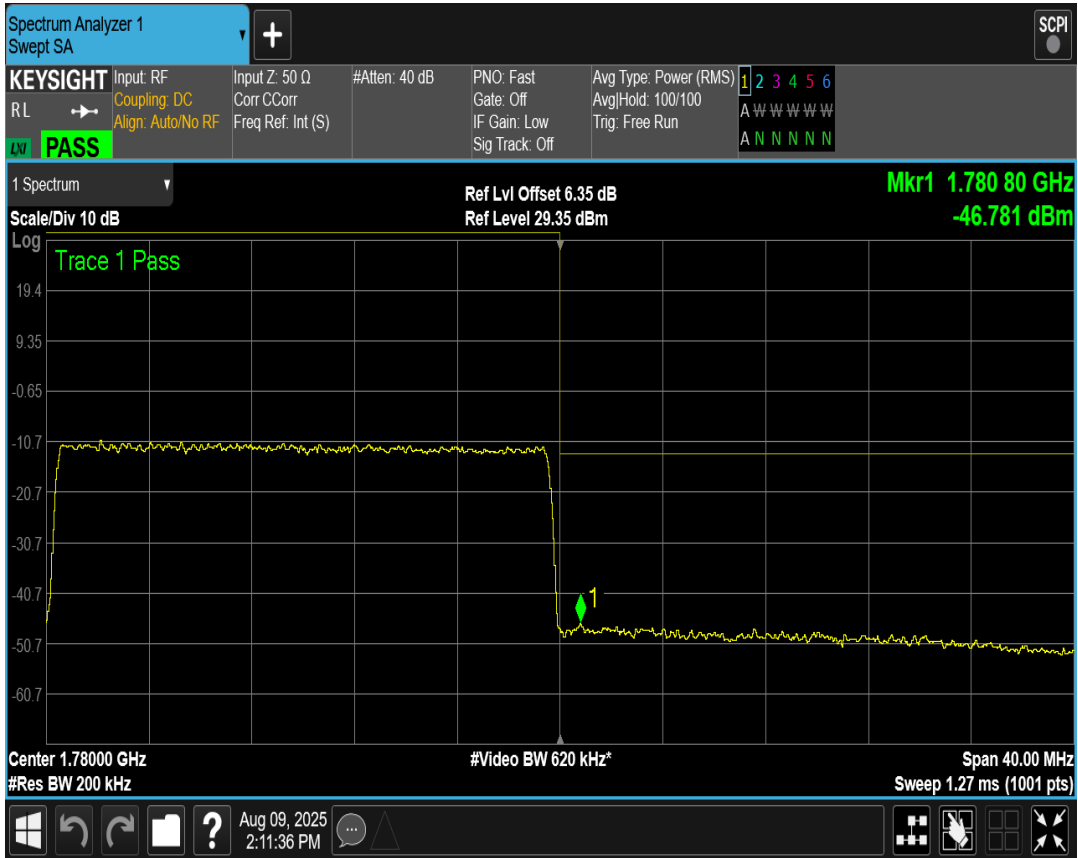 Spectrum Analyzer 1
Swept SA
+
SCPI
KEYSIGHT
RL
LXI PASS
Input: RF
Coupling: DC
Align: Auto/No RF
Input Z: 50 Ω
Corr CCorr
Freq Ref: Int (S)
#Atten: 40 dB
PNO: Fast
Gate: Off
IF Gain: Low
Sig Track: Off
Avg Type: Power (RMS)
Avg|Hold: 100/100
Trig: Free Run
1 2 3 4 5 6
A W W W W W
A N N N N N
1 Spectrum
Scale/Div 10 dB
Ref Lvl Offset 6.35 dB
Ref Level 29.35 dBm
Mkr1 1.780 80 GHz
-46.781 dBm
Log
Trace 1 Pass
19.4
9.35
-0.65
-10.7
-20.7
-30.7
-40.7
1
-50.7
-60.7
Center 1.78000 GHz
#Video BW 620 kHz*
Span 40.00 MHz
#Res BW 200 kHz
Sweep 1.27 ms (1001 pts)
?
Aug 09, 2025
2:11:36 PM